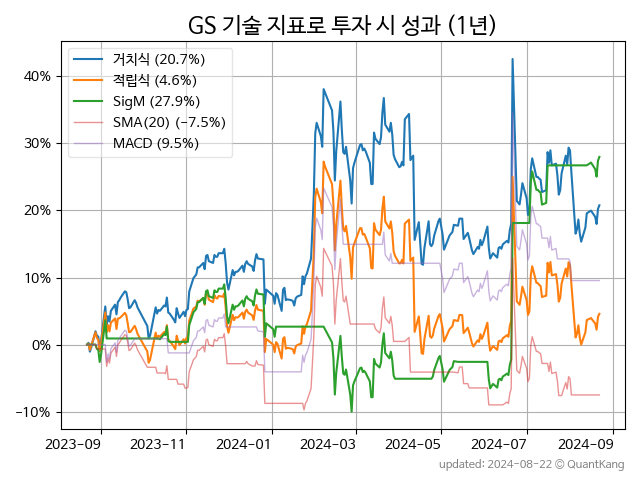 GS 기술 지표로 투자 시 성과 (1년)
거치식 (20.7%)
적립식 (4.6%)
SigM (27.9%)
SMA(20) (−7.5%)
MACD (9.5%)
40%
30%
20%
10%
0%
−10%
2023-09 2023-11 2024-01 2024-03 2024-05 2024-07 2024-09
updated: 2024-08-22 © QuantKang